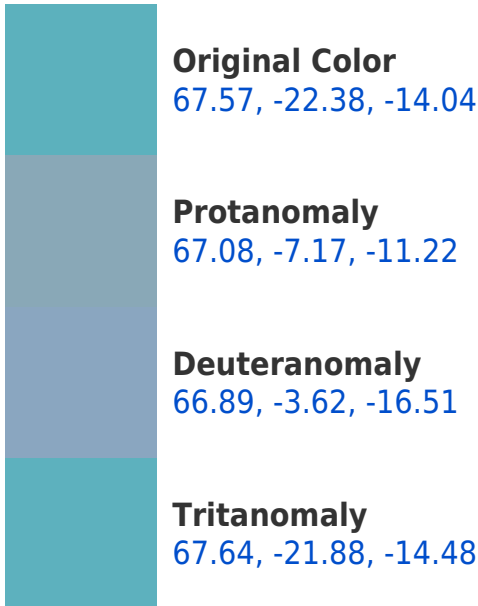 Original Color
67.57, -22.38, -14.04
Protanomaly
67.08, -7.17, -11.22
Deuteranomaly
66.89, -3.62, -16.51
Tritanomaly
67.64, -21.88, -14.48